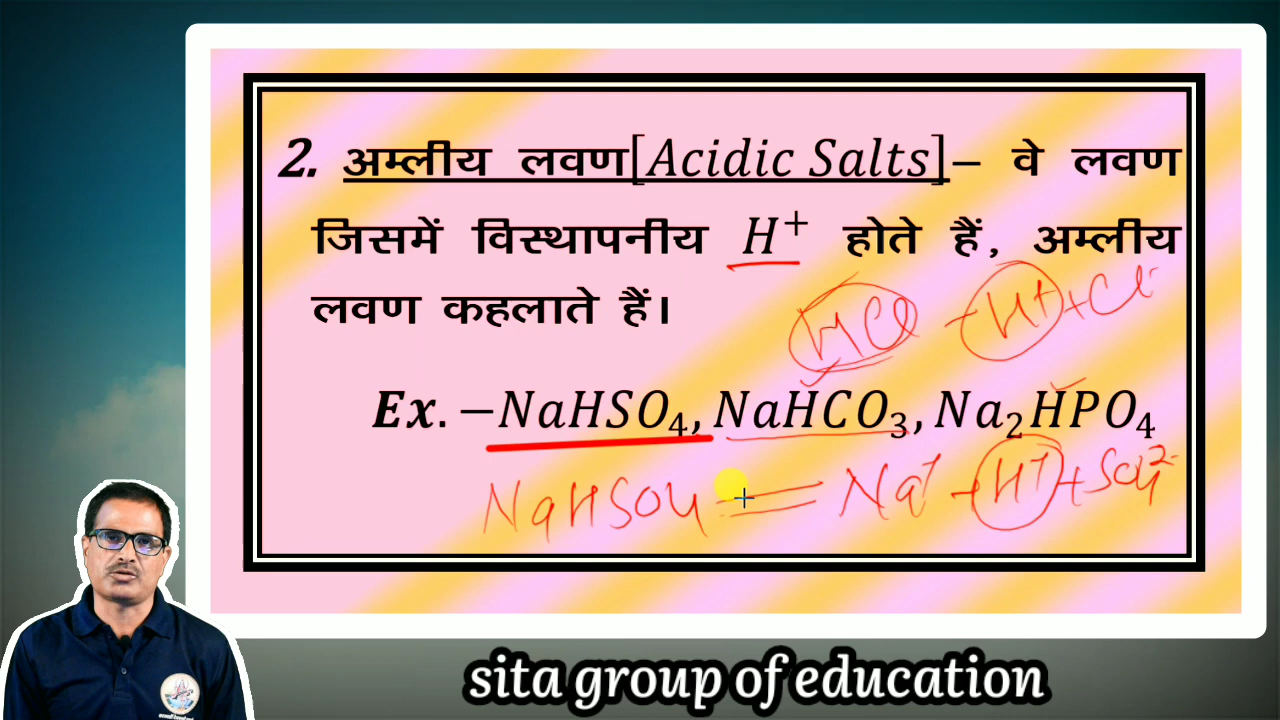 2. अम्लीय लवण[Acidic Salts]– वे लवण
जिसमें विस्थापनीय H⁺ होते हैं, अम्लीय
लवण कहलाते हैं।
HCl → H⁺ + Cl⁻
Ex. –NaHSO₄, NaHCO₃, Na₂HPO₄
NaHSO₄ = Na⁺ + H⁺ + SO₄²⁻
sita group of education